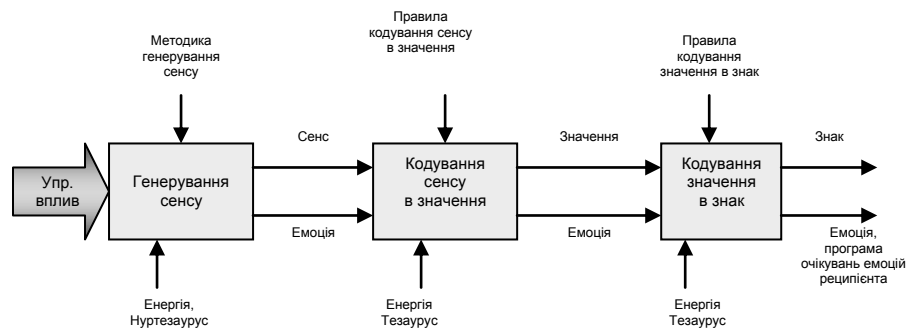 Методика
генерування
сенсу
Правила
кодування сенсу
в значення
Правила
кодування
значення в знак
Упр.
вплив
Генерування
сенсу
Сенс
Емоція
Кодування
сенсу
в значення
Значення
Емоція
Кодування
значення
в знак
Знак
Емоція,
програма
очікувань емоцій
реципієнта
Енергія,
Нуртезаурус
Енергія
Тезаурус
Енергія
Тезаурус